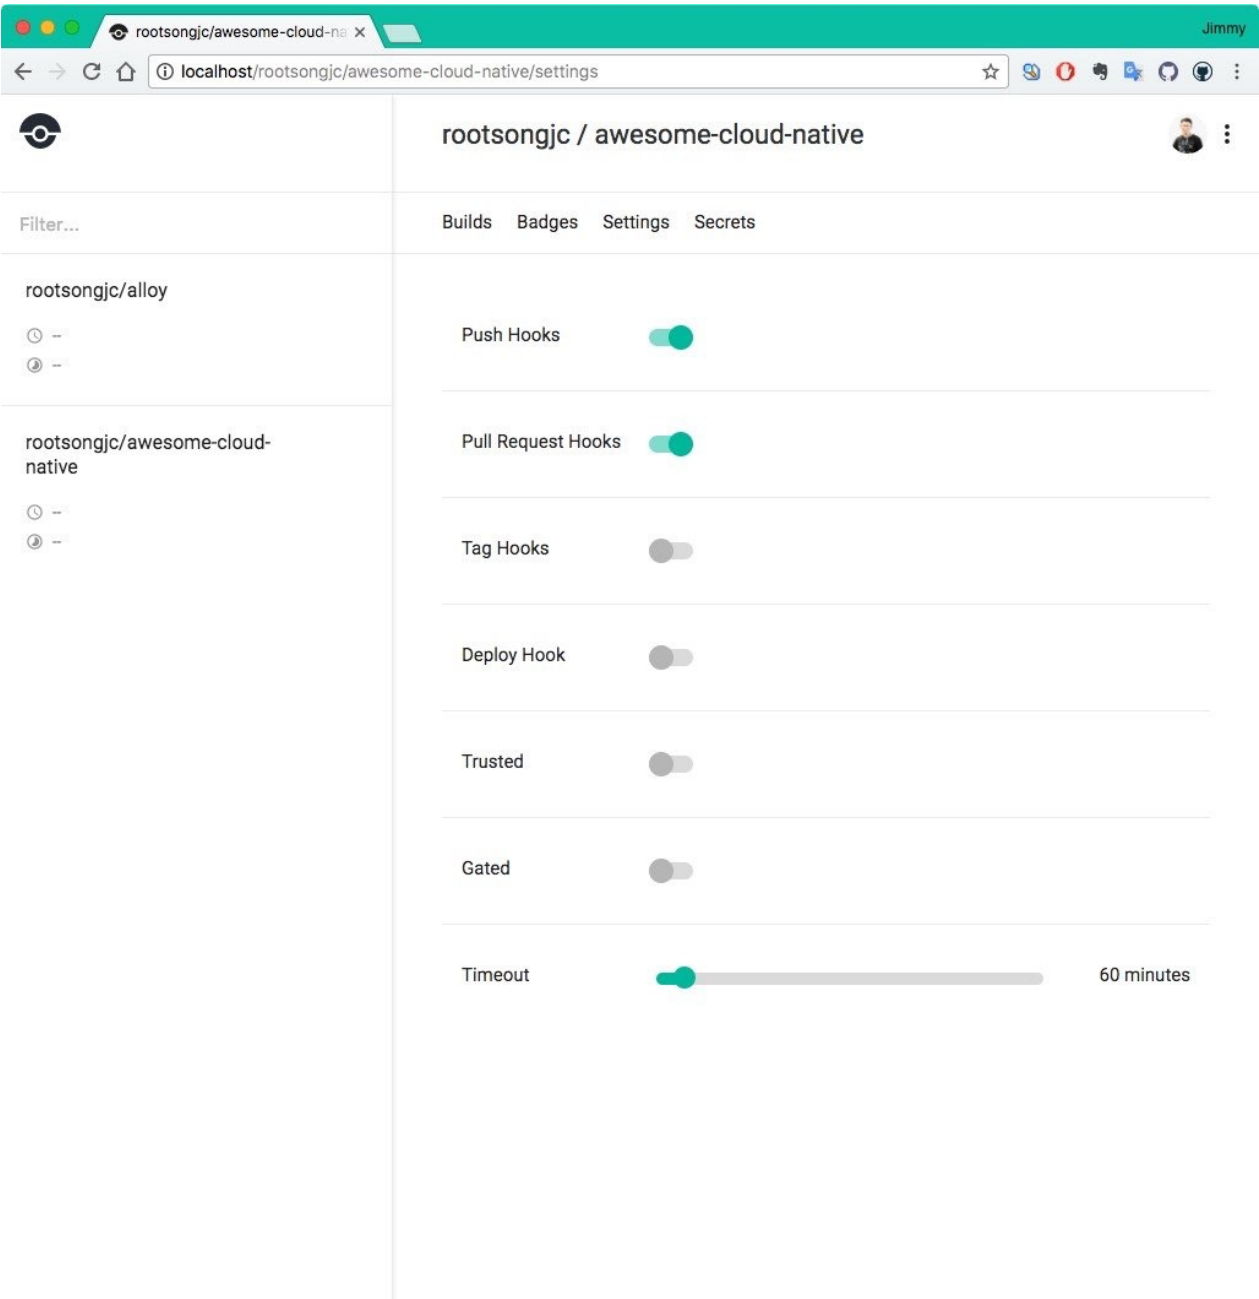 rootsongjc/awesome-cloud-na
Jimmy
localhost/rootsongjc/awesome-cloud-native/settings
rootsongjc / awesome-cloud-native
Filter...
Builds Badges Settings Secrets
rootsongjc/alloy
--
--
rootsongjc/awesome-cloud-
native
--
--
Push Hooks
Pull Request Hooks
Tag Hooks
Deploy Hook
Trusted
Gated
Timeout 60 minutes